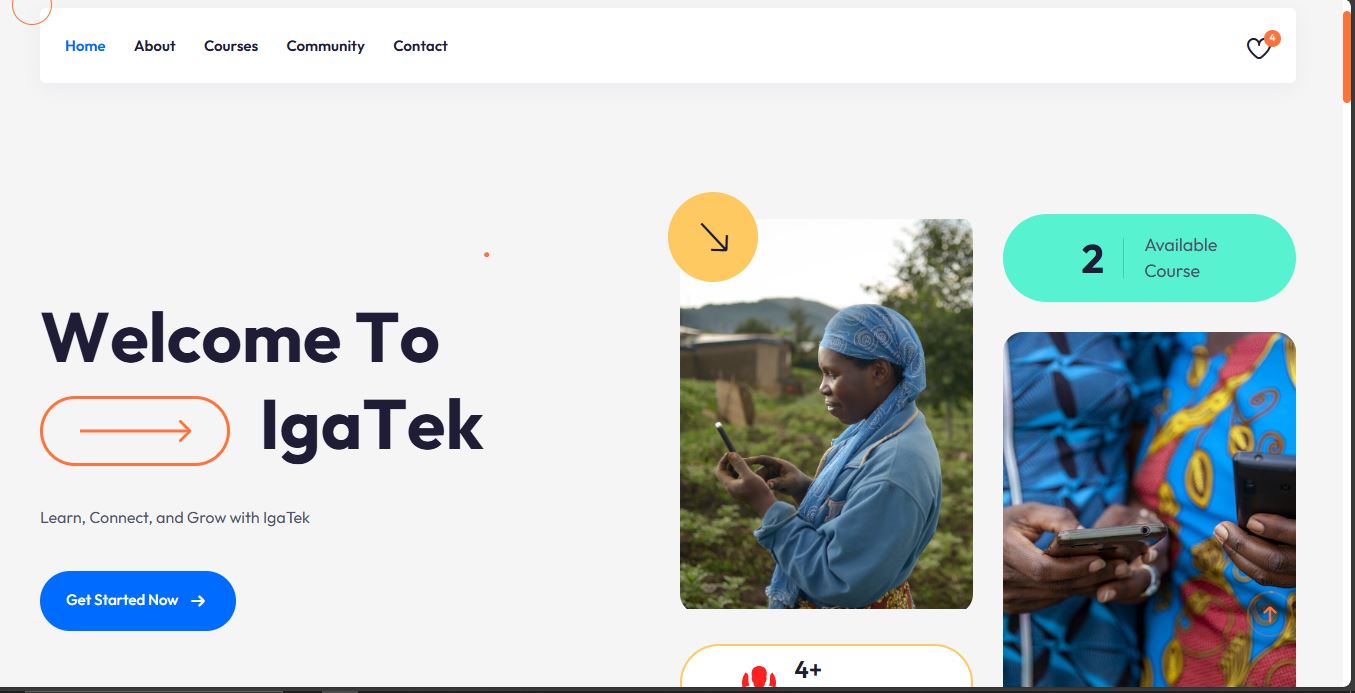 Home About Courses Community Contact
4
Welcome To
IgaTek
Learn, Connect, and Grow with IgaTek
Get Started Now
2
Available
Course
4+